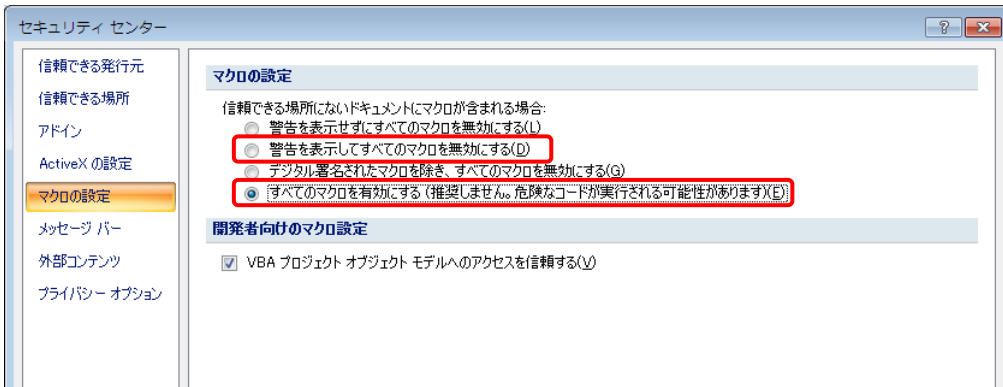 セキュリティ センター
信頼できる発行元
信頼できる場所
アドイン
ActiveX の設定
マクロの設定
メッセージ バー
外部コンテンツ
プライバシー オプション
マクロの設定
信頼できる場所にないドキュメントにマクロが含まれる場合:
警告を表示せずにすべてのマクロを無効にする(L)
警告を表示してすべてのマクロを無効にする(D)
デジタル署名されたマクロを除き、すべてのマクロを無効にする(G)
すべてのマクロを有効にする (推奨しません。危険なコードが実行される可能性があります)(E)
開発者向けのマクロ設定
VBA プロジェクト オブジェクト モデルへのアクセスを信頼する(V)